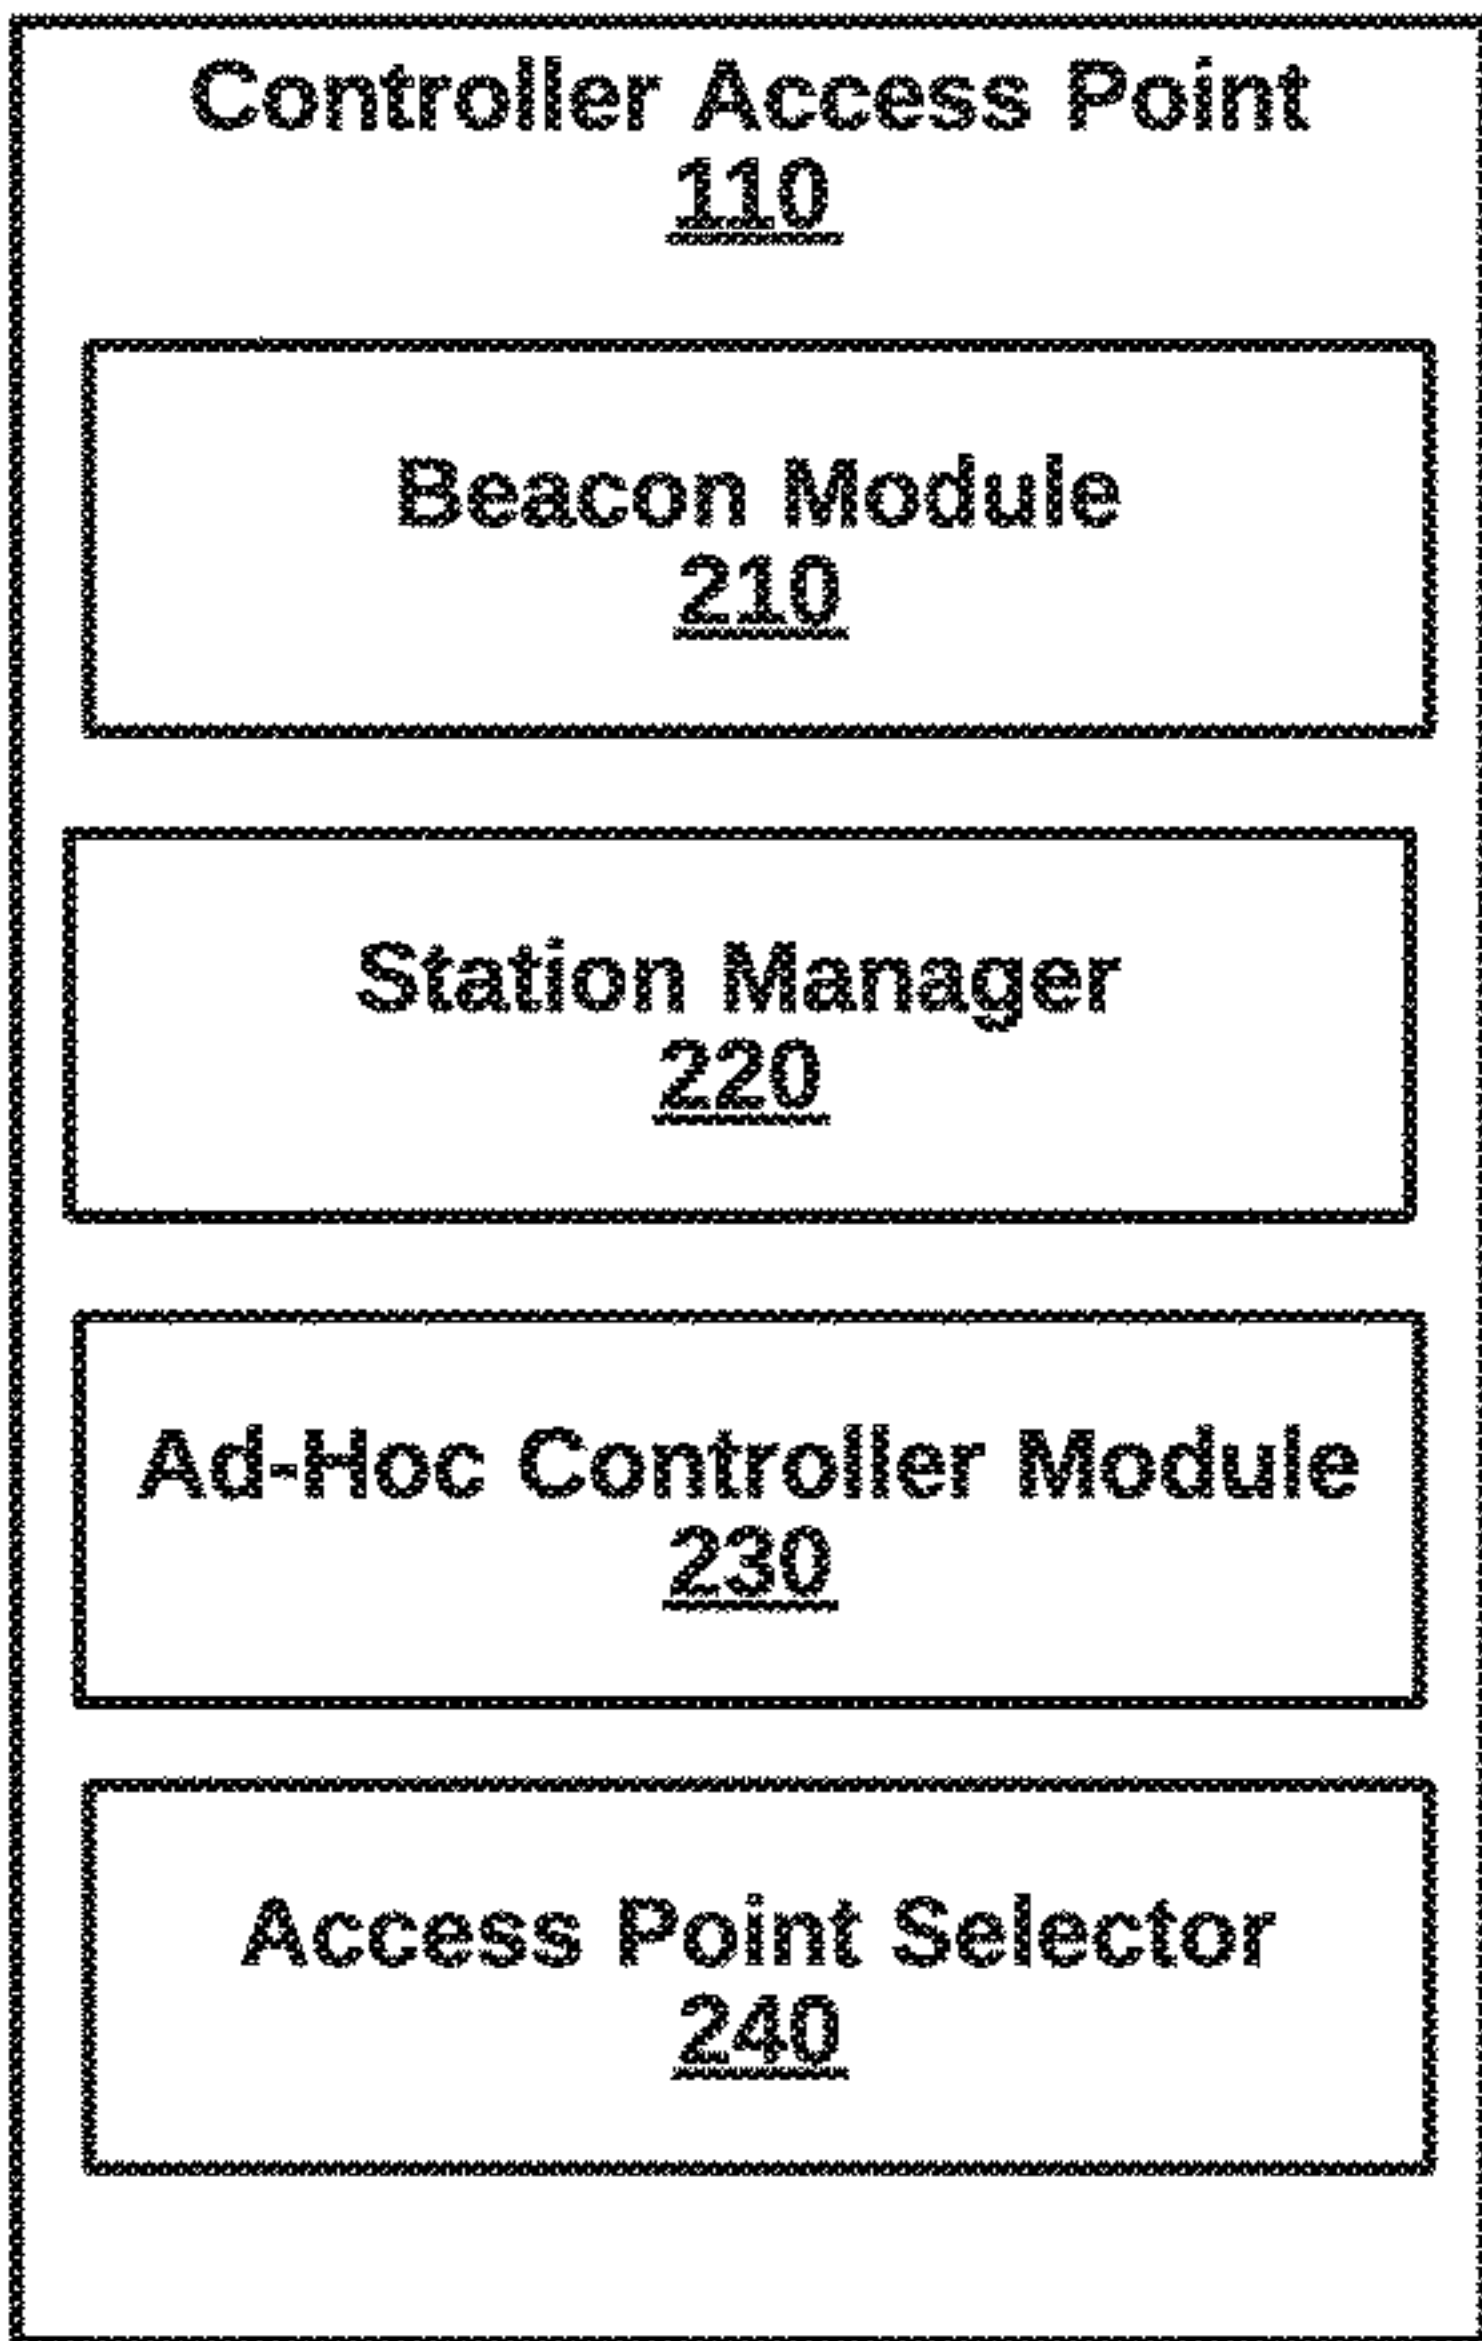 Controller Access Point
110
Beacon Module
210
Station Manager
220
Ad-Hoc Controller Module
230
Access Point Selector
240